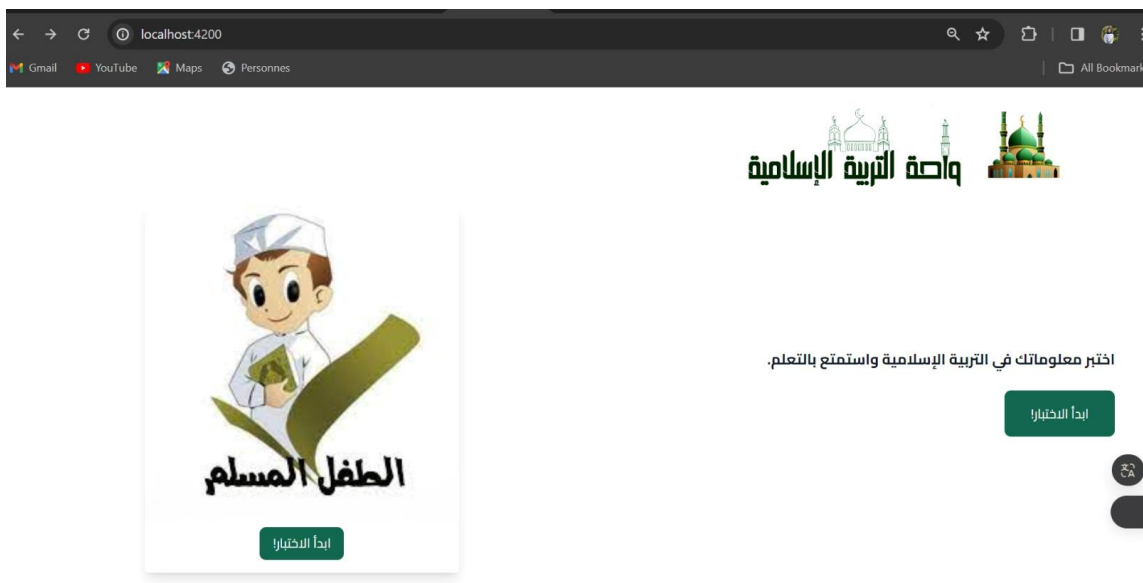 localhost:4200
Gmail YouTube Maps Personnes All Bookmark
واحة التربية الإسلامية
اختبر معلوماتك في التربية الإسلامية واستمتع بالتعلم.
ابدأ الاختبار!
الطفل المسلم
ابدأ الاختبار!